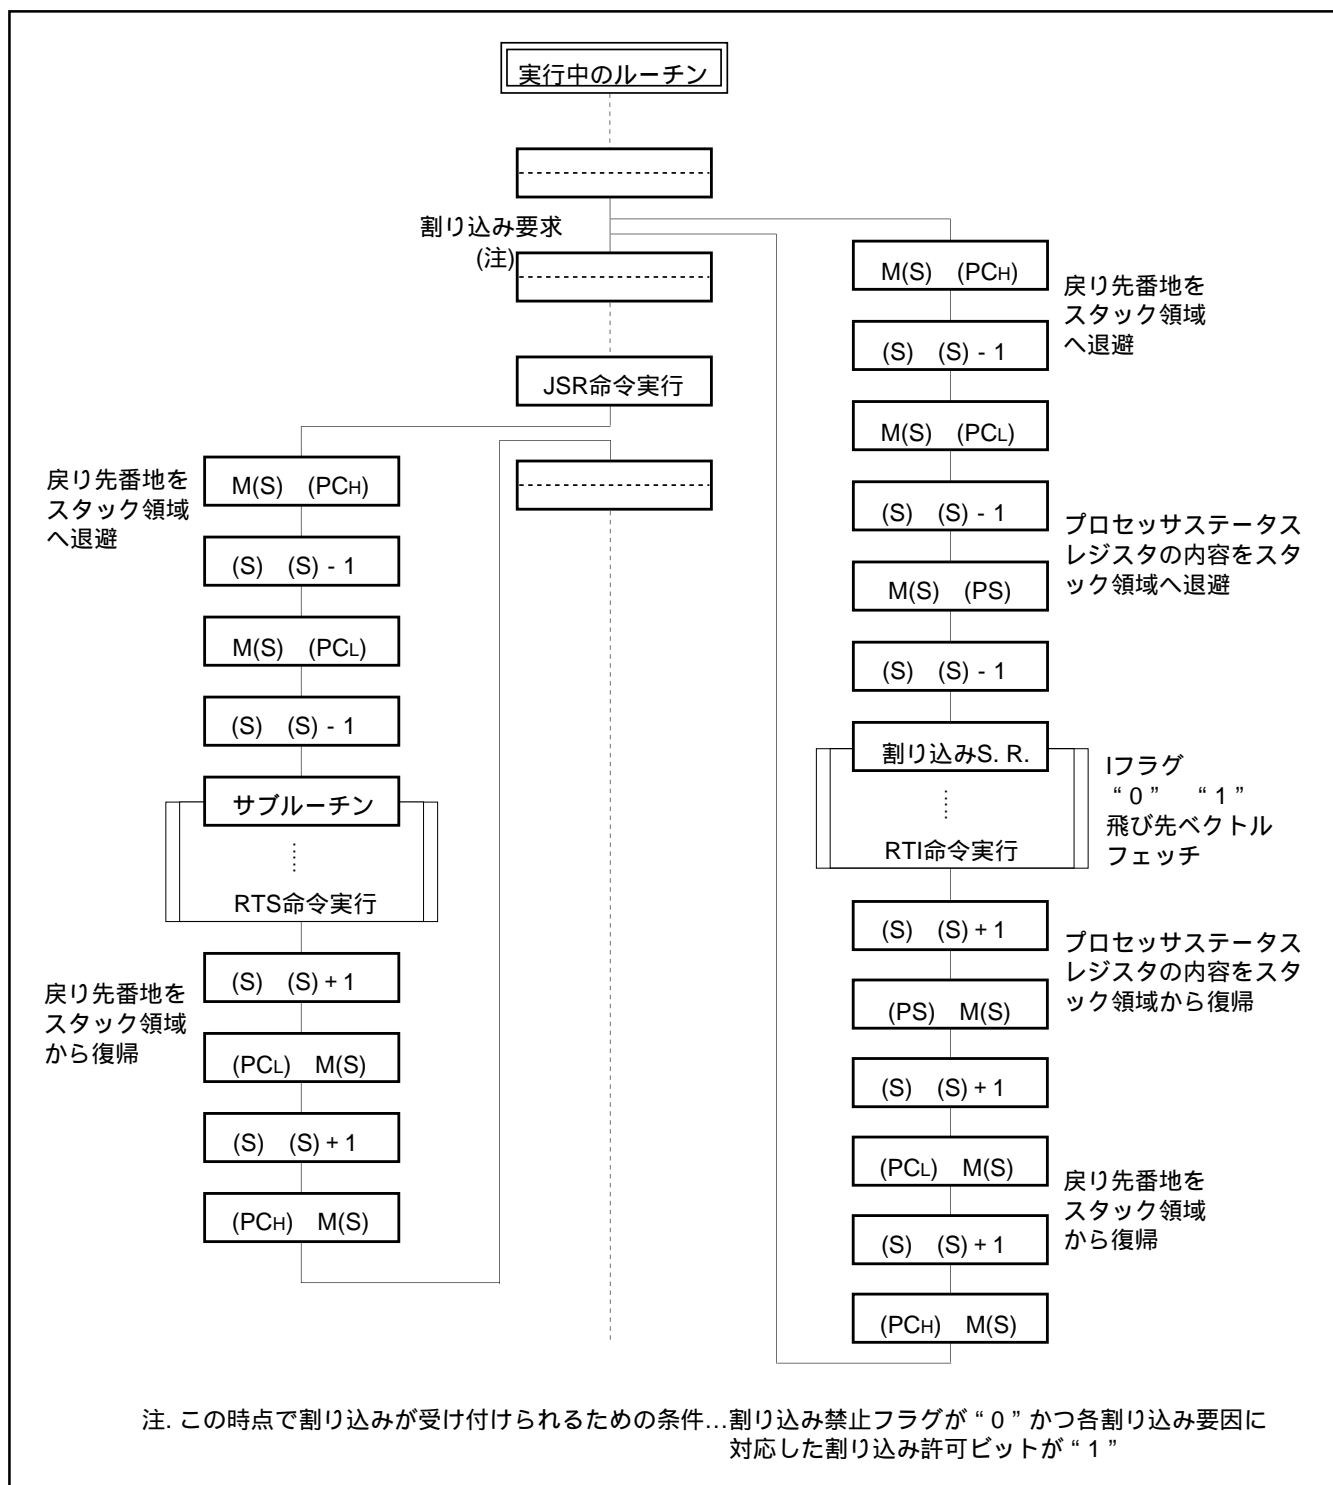 実行中のルーチン
割り込み要求
(注)
JSR命令実行
戻り先番地を
スタック領域
へ退避
M(S) (PCH)
(S) (S) - 1
M(S) (PCL)
(S) (S) - 1
サブルーチン
RTS命令実行
戻り先番地を
スタック領域
から復帰
(S) (S) + 1
(PCL) M(S)
(S) (S) + 1
(PCH) M(S)
M(S) (PCH)
戻り先番地を
スタック領域
へ退避
(S) (S) - 1
M(S) (PCL)
(S) (S) - 1
プロセッサステータス
レジスタの内容をスタ
ック領域へ退避
M(S) (PS)
(S) (S) - 1
割り込みS. R.
RTI命令実行
Iフラグ
“ 0 ” “ 1 ”
飛び先ベクトル
フェッチ
(S) (S) + 1
プロセッサステータス
レジスタの内容をスタ
ック領域から復帰
(PS) M(S)
(S) (S) + 1
(PCL) M(S)
戻り先番地を
スタック領域
から復帰
(S) (S) + 1
(PCH) M(S)
注. この時点で割り込みが受け付けられるための条件…割り込み禁止フラグが “ 0 ” かつ各割り込み要因に
対応した割り込み許可ビットが “ 1 ”